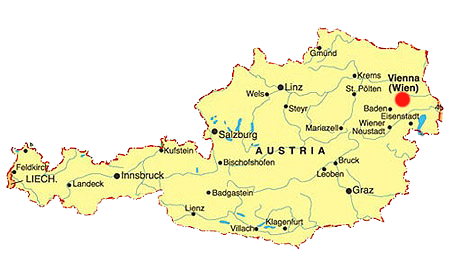 Gmünd
Krems
Vienna
(Wien)
Linz
St. Pölten
Wels
Steyr
Baden
Eisenstadt
Wiener
Neustadt
Mariazell
Salzburg
AUSTRIA
Kufstein
Bischofshofen
Bruck
Leoben
Feldkirch
LIECH.
Landeck
Innsbruck
Badgastein
Graz
Lienz
Villach
Klagenfurt